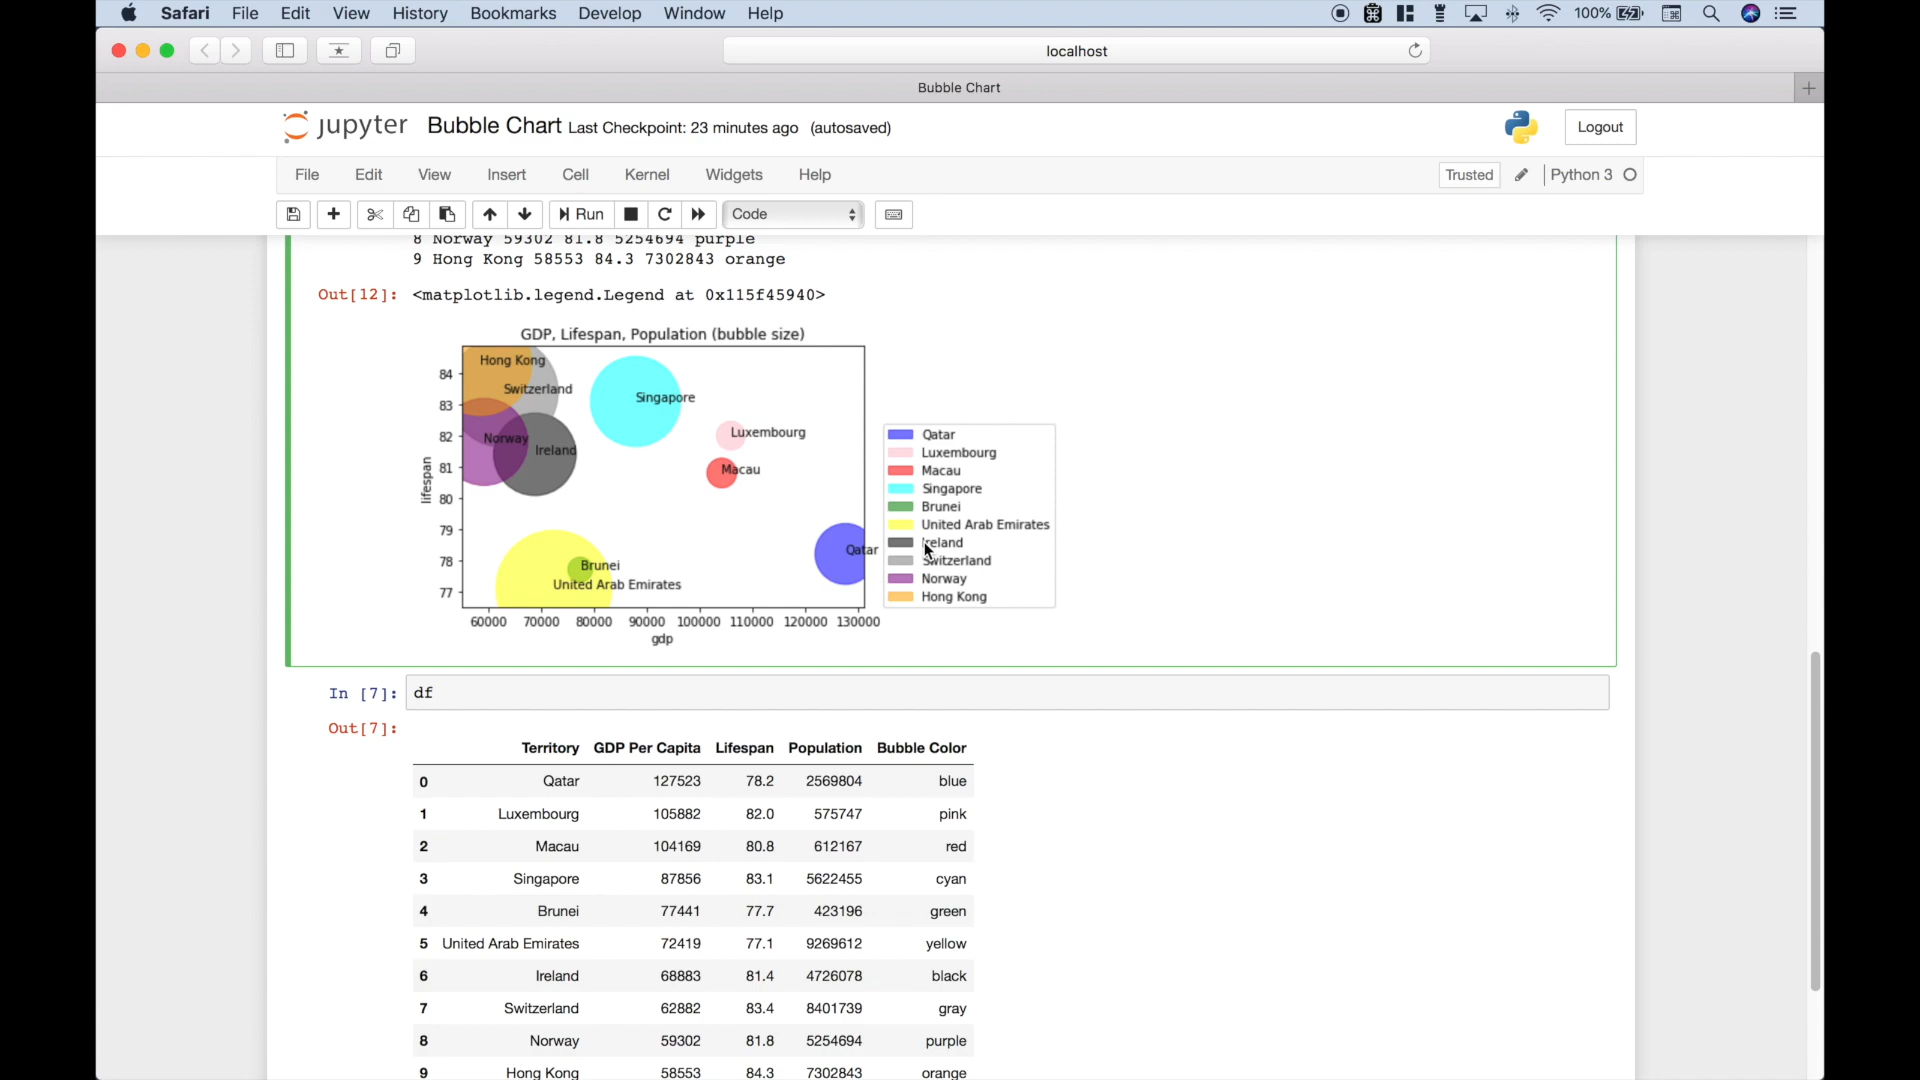 Safari File Edit View History Bookmarks Develop Window Help 100%
localhost
Bubble Chart
jupyter Bubble Chart Last Checkpoint: 23 minutes ago (autosaved) Logout
File Edit View Insert Cell Kernel Widgets Help Trusted Python 3
Run Code
8 Norway 59302 81.8 5254694 purple
9 Hong Kong 58553 84.3 7302843 orange
Out[12]: <matplotlib.legend.Legend at 0x115f45940>
GDP, Lifespan, Population (bubble size)
Hong Kong
84
Switzerland
Singapore
83
Luxembourg
82
Norway
Ireland
81
Macau
lifespan
80
79
Qatar
78
Brunei
United Arab Emirates
77
60000 70000 80000 90000 100000 110000 120000 130000
gdp
Qatar
Luxembourg
Macau
Singapore
Brunei
United Arab Emirates
Ireland
Switzerland
Norway
Hong Kong
In [7]: df
Out[7]:
Territory GDP Per Capita Lifespan Population Bubble Color
0 Qatar 127523 78.2 2569804 blue
1 Luxembourg 105882 82.0 575747 pink
2 Macau 104169 80.8 612167 red
3 Singapore 87856 83.1 5622455 cyan
4 Brunei 77441 77.7 423196 green
5 United Arab Emirates 72419 77.1 9269612 yellow
6 Ireland 68883 81.4 4726078 black
7 Switzerland 62882 83.4 8401739 gray
8 Norway 59302 81.8 5254694 purple
9 Hong Kong 58553 84.3 7302843 orange